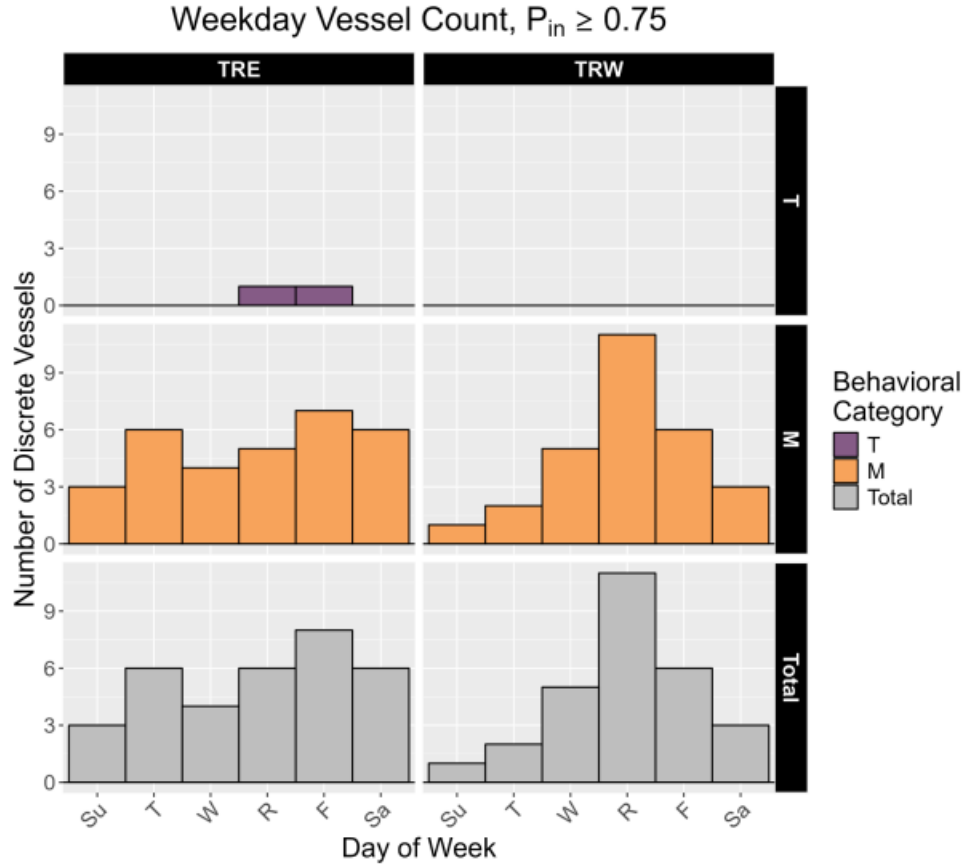 Weekday Vessel Count, Pin ≥ 0.75
TRE TRW
9
6
3
0
T
9
6
3
0
M
9
6
3
0
Total
Number of Discrete Vessels
Su T W R F Sa Su T W R F Sa
Day of Week
Behavioral
Category
T
M
Total